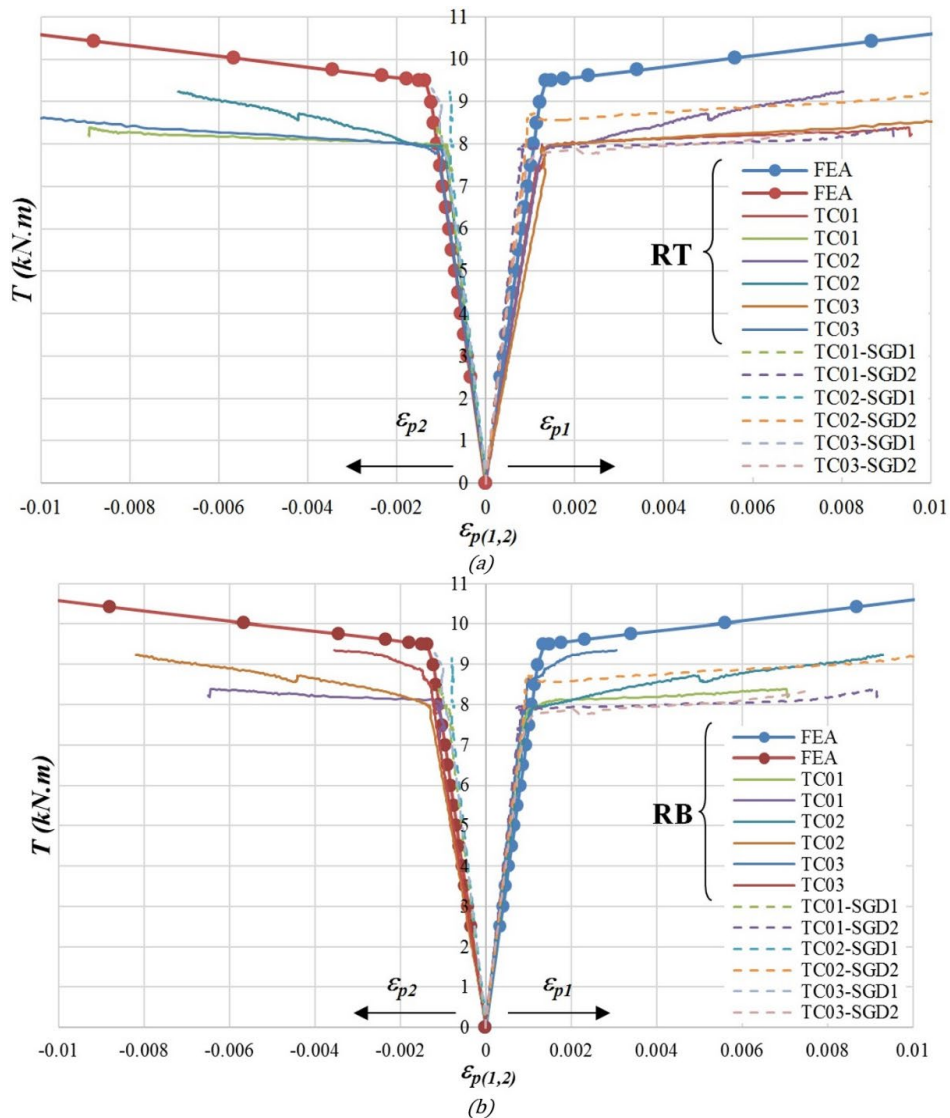 11
10
9
8
7
6
5
4
3
2
1
0
T (kN.m)
FEA
FEA
TC01
TC01
TC02
TC02
TC03
TC03
RT
TC01-SGD1
TC01-SGD2
TC02-SGD1
TC02-SGD2
TC03-SGD1
TC03-SGD2
εp2 εp1
-0.01 -0.008 -0.006 -0.004 -0.002 0 0.002 0.004 0.006 0.008 0.01
εp(1,2)
(a)
11
10
9
8
7
6
5
4
3
2
1
0
T (kN.m)
FEA
FEA
TC01
TC01
TC02
TC02
TC03
TC03
RB
TC01-SGD1
TC01-SGD2
TC02-SGD1
TC02-SGD2
TC03-SGD1
TC03-SGD2
εp2 εp1
-0.01 -0.008 -0.006 -0.004 -0.002 0 0.002 0.004 0.006 0.008 0.01
εp(1,2)
(b)